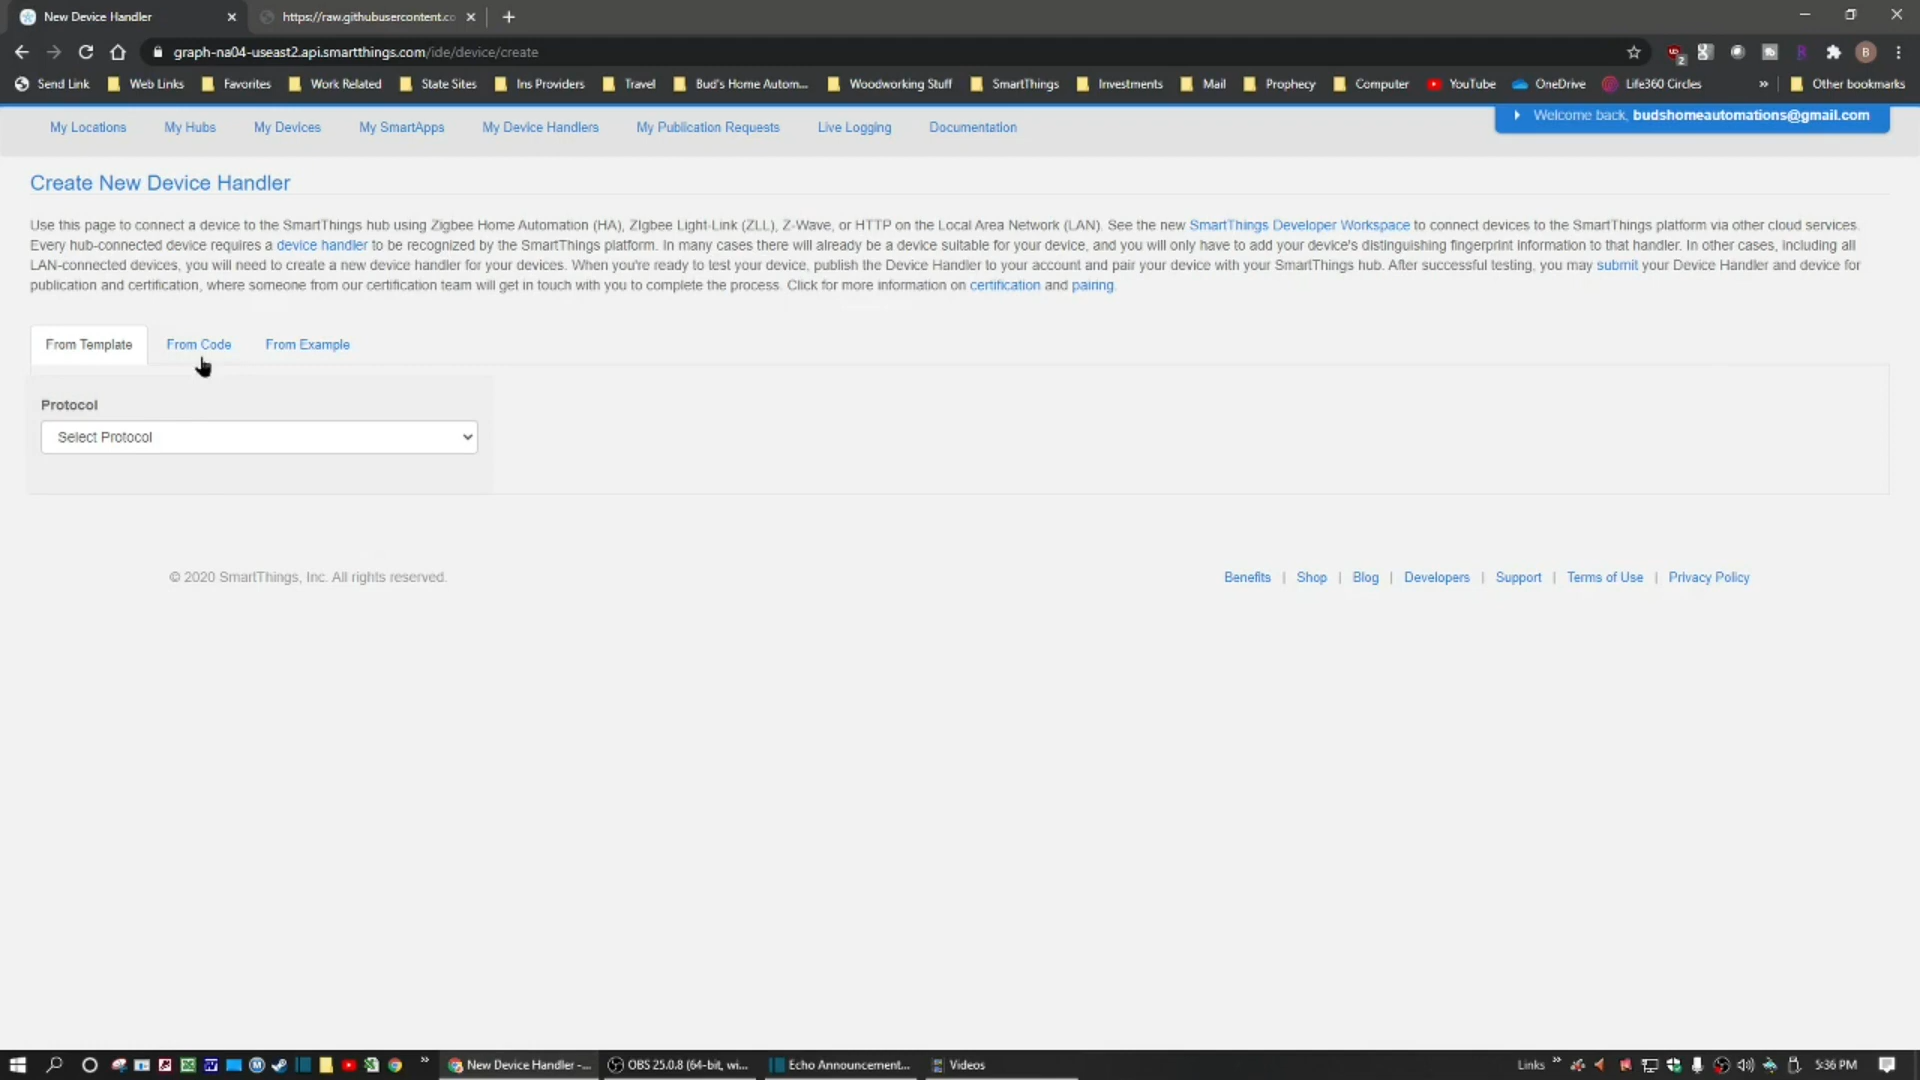 New Device Handler
https://raw.githubusercontent.co
graph-na04-useast2.api.smartthings.com/ide/device/create
2
B
B
Send Link
Web Links
Favorites
Work Related
State Sites
Ins Providers
Travel
Bud's Home Autom...
Woodworking Stuff
SmartThings
Investments
Mail
Prophecy
Computer
YouTube
OneDrive
Life360 Circles
»
Other bookmarks
My Locations
My Hubs
My Devices
My SmartApps
My Device Handlers
My Publication Requests
Live Logging
Documentation
Welcome back, budshomeautomations@gmail.com
Create New Device Handler
Use this page to connect a device to the SmartThings hub using Zigbee Home Automation (HA), ZIgbee Light-Link (ZLL), Z-Wave, or HTTP on the Local Area Network (LAN). See the new SmartThings Developer Workspace to connect devices to the SmartThings platform via other cloud services.
Every hub-connected device requires a device handler to be recognized by the SmartThings platform. In many cases there will already be a device suitable for your device, and you will only have to add your device's distinguishing fingerprint information to that handler. In other cases, including all
LAN-connected devices, you will need to create a new device handler for your devices. When you're ready to test your device, publish the Device Handler to your account and pair your device with your SmartThings hub. After successful testing, you may submit your Device Handler and device for
publication and certification, where someone from our certification team will get in touch with you to complete the process. Click for more information on certification and pairing.
From Template
From Code
From Example
Protocol
Select Protocol
© 2020 SmartThings, Inc. All rights reserved.
Benefits | Shop | Blog | Developers | Support | Terms of Use | Privacy Policy
»
New Device Handler -...
OBS 25.0.8 (64-bit, wi...
Echo Announcement...
Videos
Links
»
5:36 PM